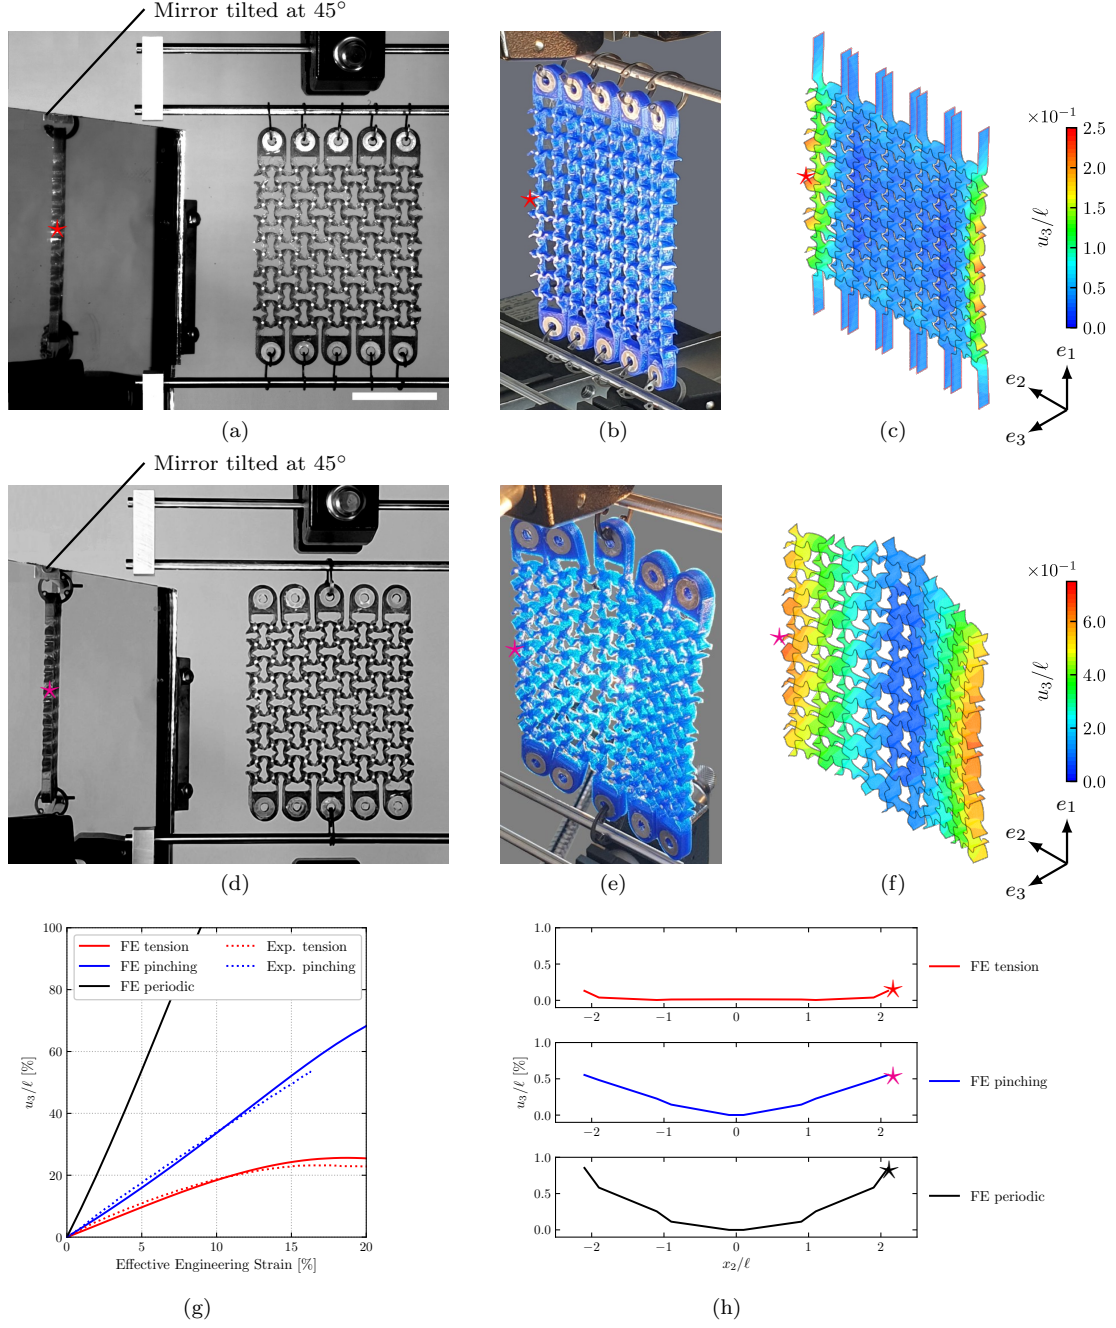 Mirror tilted at 45°
(a)
(b)
×10⁻¹
2.5
2.0
1.5
1.0
0.5
0.0
u₃/ℓ
e₁
e₂
e₃
(c)
Mirror tilted at 45°
(d)
(e)
×10⁻¹
6.0
4.0
2.0
0.0
u₃/ℓ
e₁
e₂
e₃
(f)
100
80
60
40
20
0
u₃/ℓ [%]
FE tension
FE pinching
FE periodic
Exp. tension
Exp. pinching
0 5 10 15 20
Effective Engineering Strain [%]
(g)
1.0
0.5
0.0
−2 −1 0 1 2
FE tension
1.0
0.5
0.0
u₃/ℓ [%]
−2 −1 0 1 2
FE pinching
1.0
0.5
0.0
−2 −1 0 1 2
x₂/ℓ
FE periodic
(h)